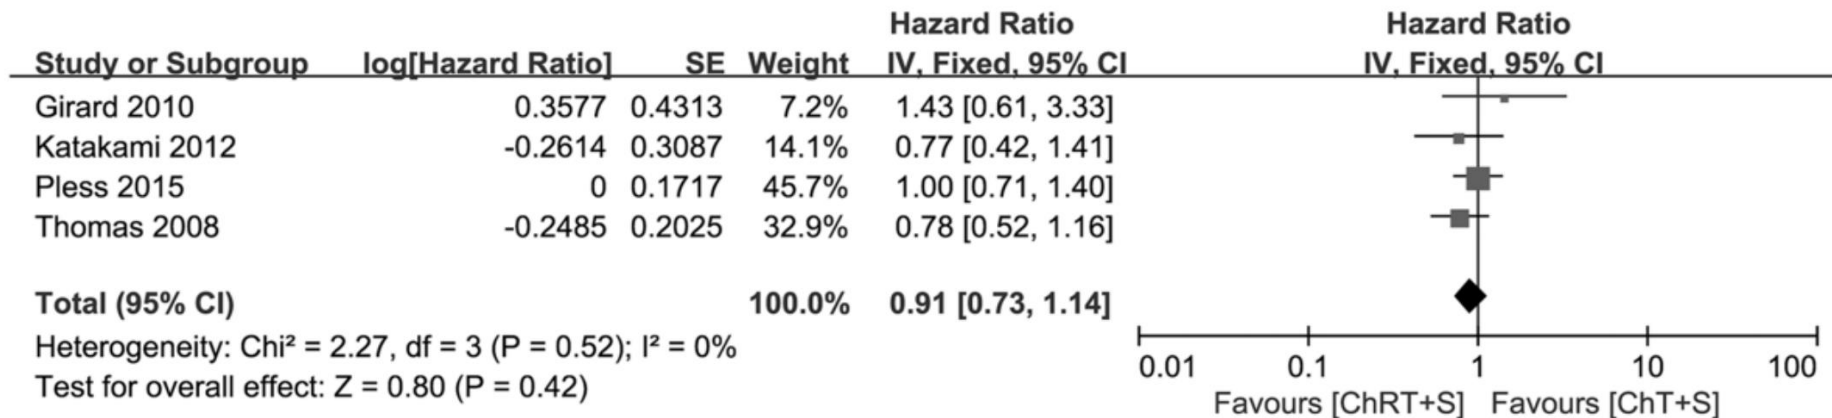 Hazard Ratio Hazard Ratio
Study or Subgroup log[Hazard Ratio] SE Weight IV, Fixed, 95% CI IV, Fixed, 95% CI
Girard 2010 0.3577 0.4313 7.2% 1.43 [0.61, 3.33]
Katakami 2012 -0.2614 0.3087 14.1% 0.77 [0.42, 1.41]
Pless 2015 0 0.1717 45.7% 1.00 [0.71, 1.40]
Thomas 2008 -0.2485 0.2025 32.9% 0.78 [0.52, 1.16]
Total (95% CI) 100.0% 0.91 [0.73, 1.14]
Heterogeneity: Chi² = 2.27, df = 3 (P = 0.52); I² = 0%
Test for overall effect: Z = 0.80 (P = 0.42)
0.01 0.1 1 10 100
Favours [ChRT+S] Favours [ChT+S]